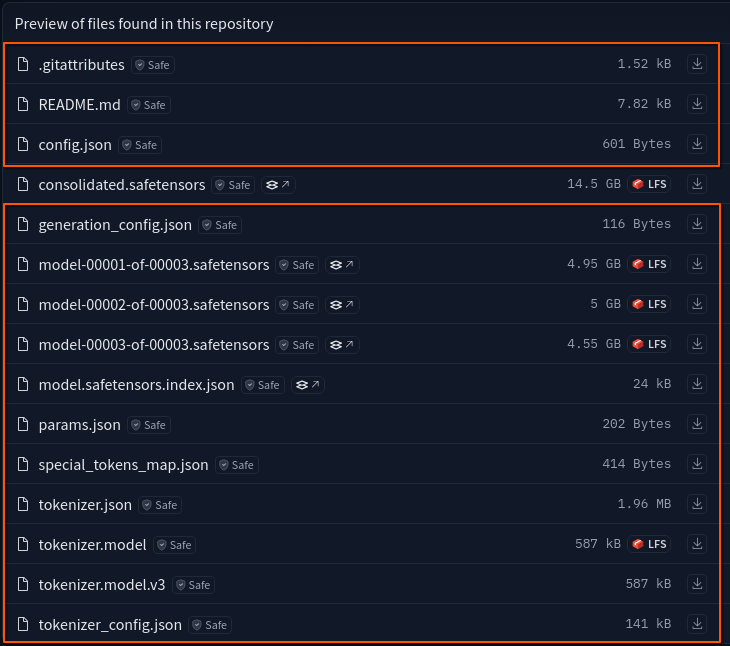 Preview of files found in this repository
.gitattributes Safe 1.52 kB
README.md Safe 7.82 kB
config.json Safe 601 Bytes
consolidated.safetensors Safe 14.5 GB LFS
generation_config.json Safe 116 Bytes
model-00001-of-00003.safetensors Safe 4.95 GB LFS
model-00002-of-00003.safetensors Safe 5 GB LFS
model-00003-of-00003.safetensors Safe 4.55 GB LFS
model.safetensors.index.json Safe 24 kB
params.json Safe 202 Bytes
special_tokens_map.json Safe 414 Bytes
tokenizer.json Safe 1.96 MB
tokenizer.model Safe 587 kB LFS
tokenizer.model.v3 Safe 587 kB
tokenizer_config.json Safe 141 kB